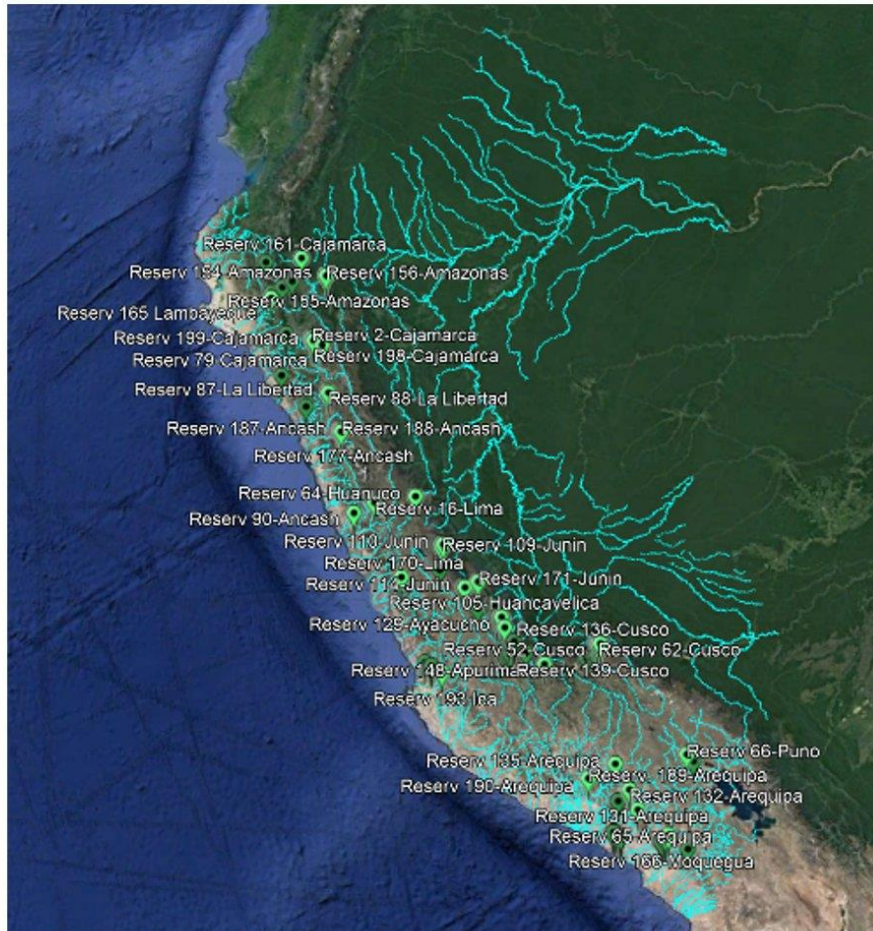 Reserv 161-Cajamarca
Reserv 154-Amazonas
Reserv 156-Amazonas
Reserv 155-Amazonas
Reserv 165 Lambayeque
Reserv 2-Cajamarca
Reserv 199-Cajamarca
Reserv 198-Cajamarca
Reserv 79-Cajamarca
Reserv 87-La Libertad
Reserv 88-La Libertad
Reserv 187-Ancash
Reserv 188-Ancash
Reserv 177-Ancash
Reserv 64-Huanuco
Reserv 16-Lima
Reserv 90-Ancash
Reserv 110-Junin
Reserv 109-Junin
Reserv 170-Lima
Reserv 171-Junin
Reserv 114-Junin
Reserv 105-Huancavelica
Reserv 129-Ayacucho
Reserv 136-Cusco
Reserv 52-Cusco
Reserv 62-Cusco
Reserv 148-Apurima
Reserv 139-Cusco
Reserv 193-Ica
Reserv 66-Puno
Reserv 135-Arequipa
Reserv. 189-Arequipa
Reserv 190-Arequipa
Reserv 132-Arequipa
Reserv 131-Arequipa
Reserv 65-Arequipa
Reserv 166-Moquegua